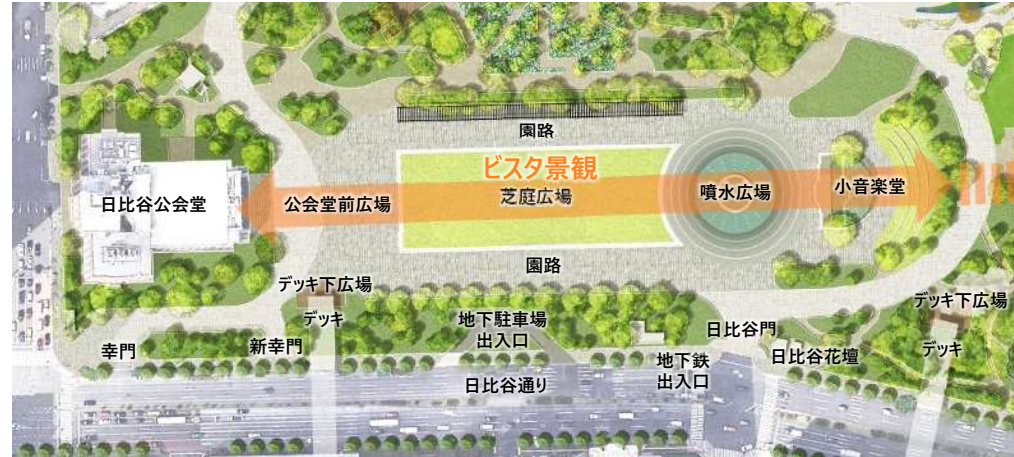 園路
ビスタ景観
日比谷公会堂
公会堂前広場
芝庭広場
噴水広場
小音楽堂
園路
デッキ下広場
デッキ
地下駐車場
出入口
デッキ下広場
デッキ
幸門
新幸門
日比谷門
日比谷花壇
地下鉄
出入口
日比谷通り